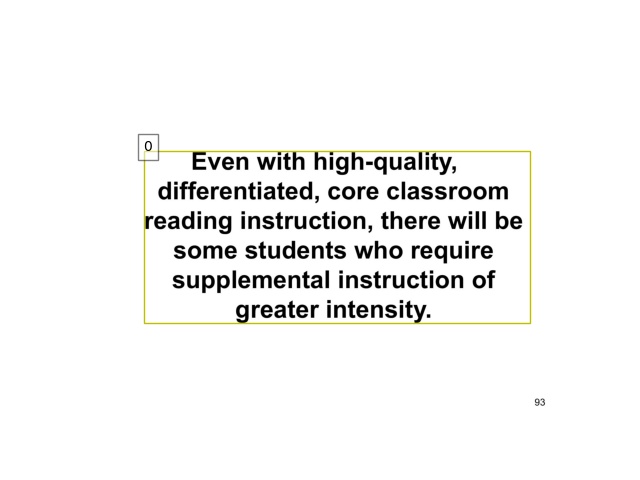 0
Even with high-quality,
differentiated, core classroom
reading instruction, there will be
some students who require
supplemental instruction of
greater intensity.
93